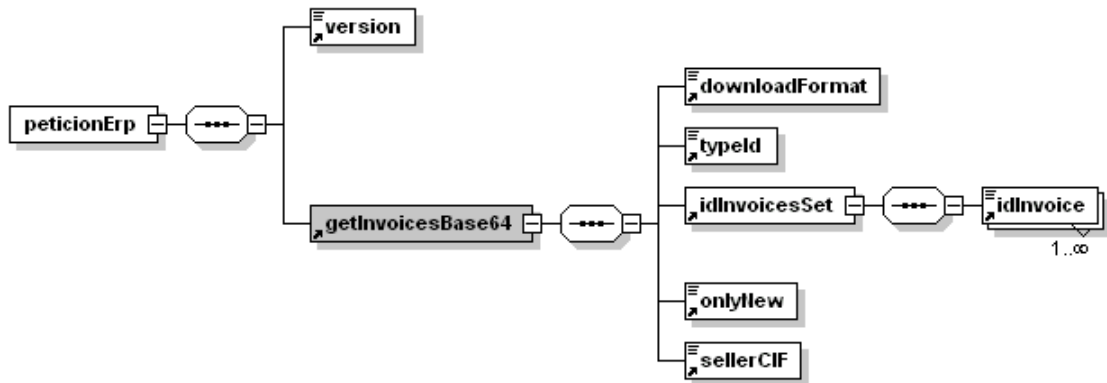 version
downloadFormat
peticionErp
typeId
idInvoicesSet
idInvoice
getInvoicesBase64
1..∞
onlyNew
sellerCIF